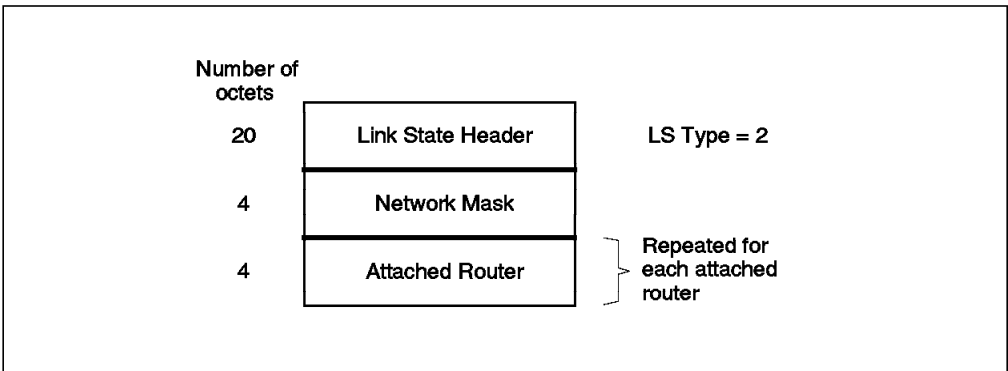 Number of
octets
20 Link State Header LS Type = 2
4 Network Mask
4 Attached Router
Repeated for
each attached
router